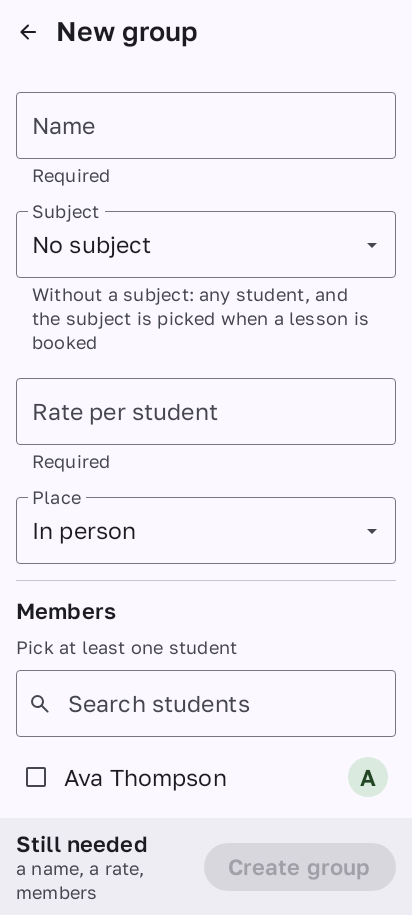 New group
Name
Required
Subject
No subject
Without a subject: any student, and
the subject is picked when a lesson is
booked
Rate per student
Required
Place
In person
Members
Pick at least one student
Search students
Ava Thompson
A
Still needed
a name, a rate,
members
Create group